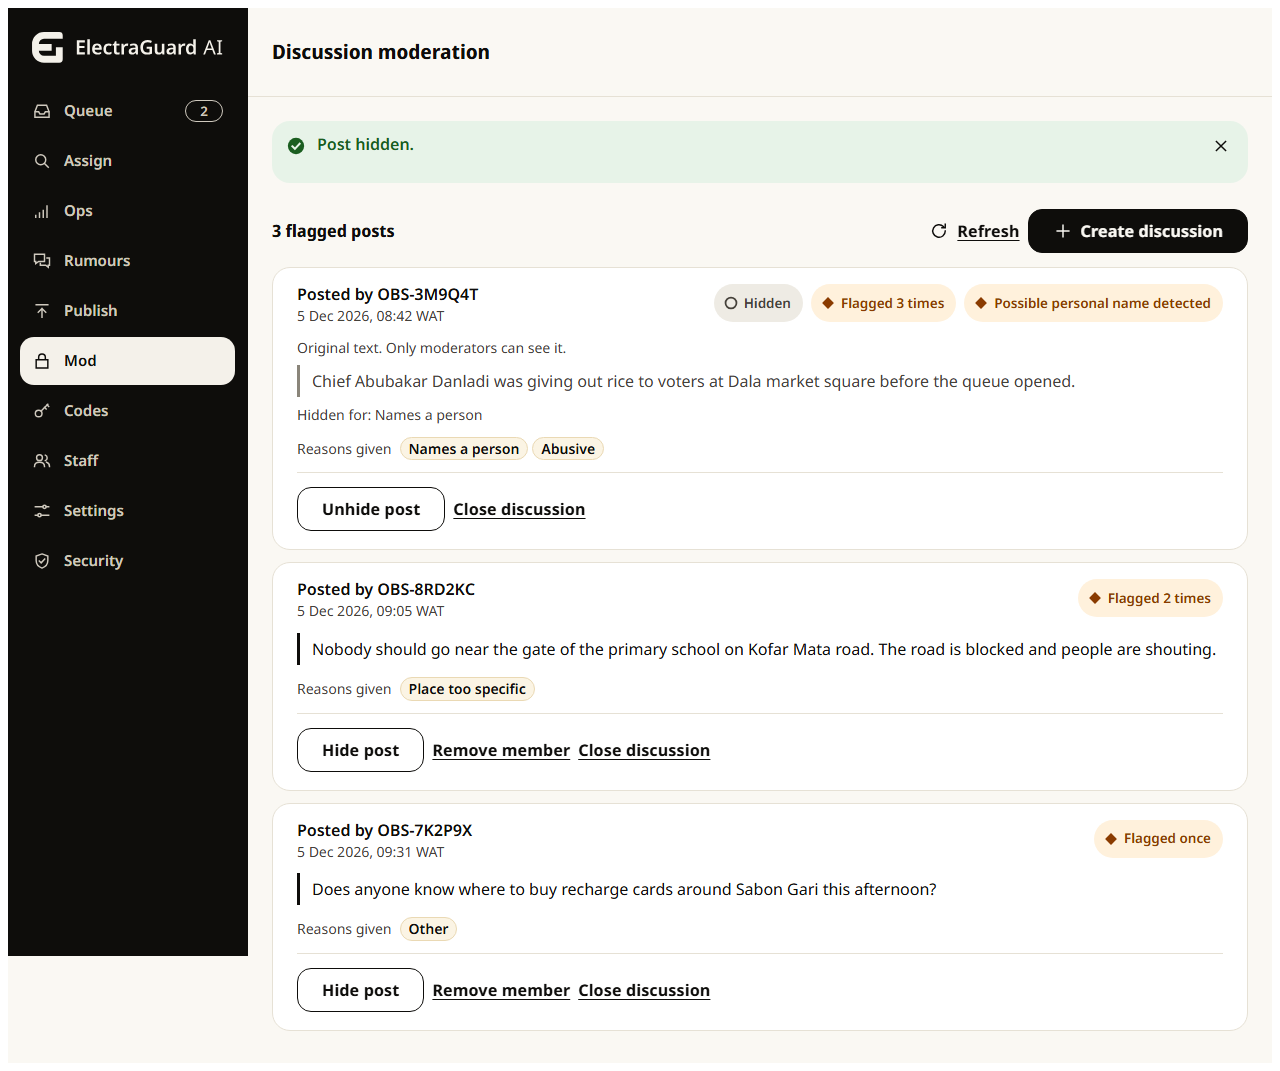 ElectraGuard AI
Queue 2
Assign
Ops
Rumours
Publish
Mod
Codes
Staff
Settings
Security
Discussion moderation
Post hidden.
3 flagged posts
Refresh
Create discussion
Posted by OBS-3M9Q4T
5 Dec 2026, 08:42 WAT
Hidden
Flagged 3 times
Possible personal name detected
Original text. Only moderators can see it.
Chief Abubakar Danladi was giving out rice to voters at Dala market square before the queue opened.
Hidden for: Names a person
Reasons given Names a person Abusive
Unhide post Close discussion
Posted by OBS-8RD2KC
5 Dec 2026, 09:05 WAT
Flagged 2 times
Nobody should go near the gate of the primary school on Kofar Mata road. The road is blocked and people are shouting.
Reasons given Place too specific
Hide post Remove member Close discussion
Posted by OBS-7K2P9X
5 Dec 2026, 09:31 WAT
Flagged once
Does anyone know where to buy recharge cards around Sabon Gari this afternoon?
Reasons given Other
Hide post Remove member Close discussion